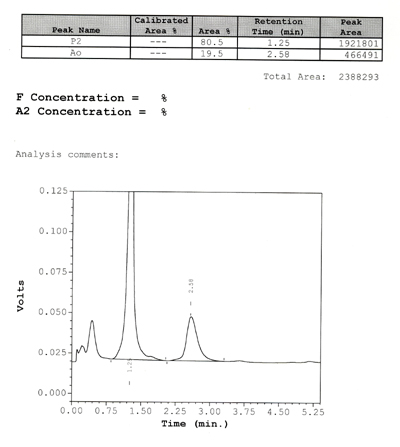 Peak Name Calibrated Area % Area % Retention Time (min) Peak Area
P2 --- 80.5 1.25 1921801
Ao --- 19.5 2.58 466491
Total Area: 2388293
F Concentration = %
A2 Concentration = %
Analysis comments:
0.125
0.100
0.075
0.050
0.025
0.000
Volts
2.58
1.25
0.00 0.75 1.50 2.25 3.00 3.75 4.50 5.25
Time (min.)